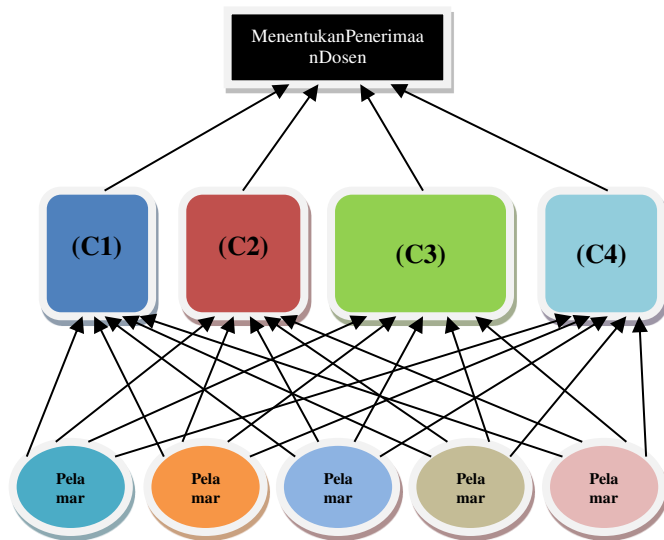 MenentukanPenerimaa
nDosen
(C1)
(C2)
(C3)
(C4)
Pela
mar
Pela
mar
Pela
mar
Pela
mar
Pela
mar